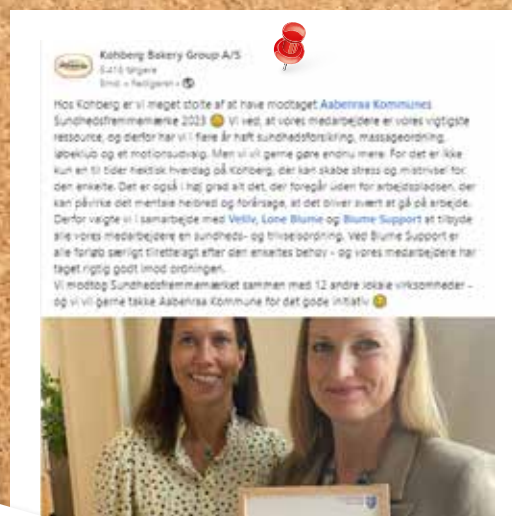 Kohberg Bakery Group A/S
5.416 følgere
5md. • Redigeret •
Hos Kohberg er vi meget stolte af at have modtaget Aabenraa Kommunes
Sundhedsfremmemærke 2023 Vi ved, at vores medarbejdere er vores vigtigste
ressource, og derfor har vi i flere år haft sundhedsforsikring, massageordning,
løbeklub og et motionsudvalg. Men vi vil gerne gøre endnu mere. For det er ikke
kun en til tider hektisk hverdag på Kohberg, der kan skabe stress og mistrivsel for
den enkelte. Det er også i høj grad alt det, der foregår uden for arbejdspladsen, der
kan påvirke det mentale helbred og forårsage, at det bliver svært at gå på arbejde.
Derfor valgte vi i samarbejde med Velliv, Lone Blume og Blume Support at tilbyde
alle vores medarbejdere en sundheds- og trivselsordning. Ved Blume Support er
alle forløb særligt tilrettelagt efter den enkeltes behov - og vores medarbejdere har
taget rigtig godt imod ordningen.
Vi modtog Sundhedsfremmemærket sammen med 12 andre lokale virksomheder -
og vi vil gerne takke Aabenraa Kommune for det gode initiativ